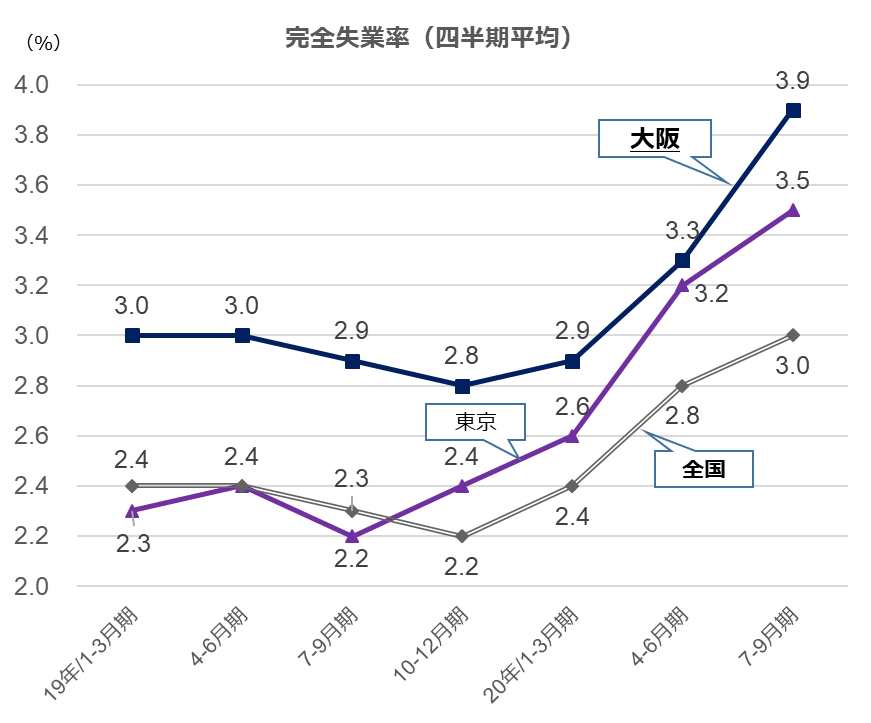 完全失業率（四半期平均）
（%）
4.0
3.8
3.6
3.4
3.2
3.0
2.8
2.6
2.4
2.2
2.0
大阪
3.0
3.0
2.9
2.8
2.9
3.3
3.9
東京
2.3
2.4
2.2
2.4
2.6
3.2
3.5
全国
2.4
2.3
2.2
2.4
2.8
3.0
19年/1-3月期
4-6月期
7-9月期
10-12月期
20年/1-3月期
4-6月期
7-9月期